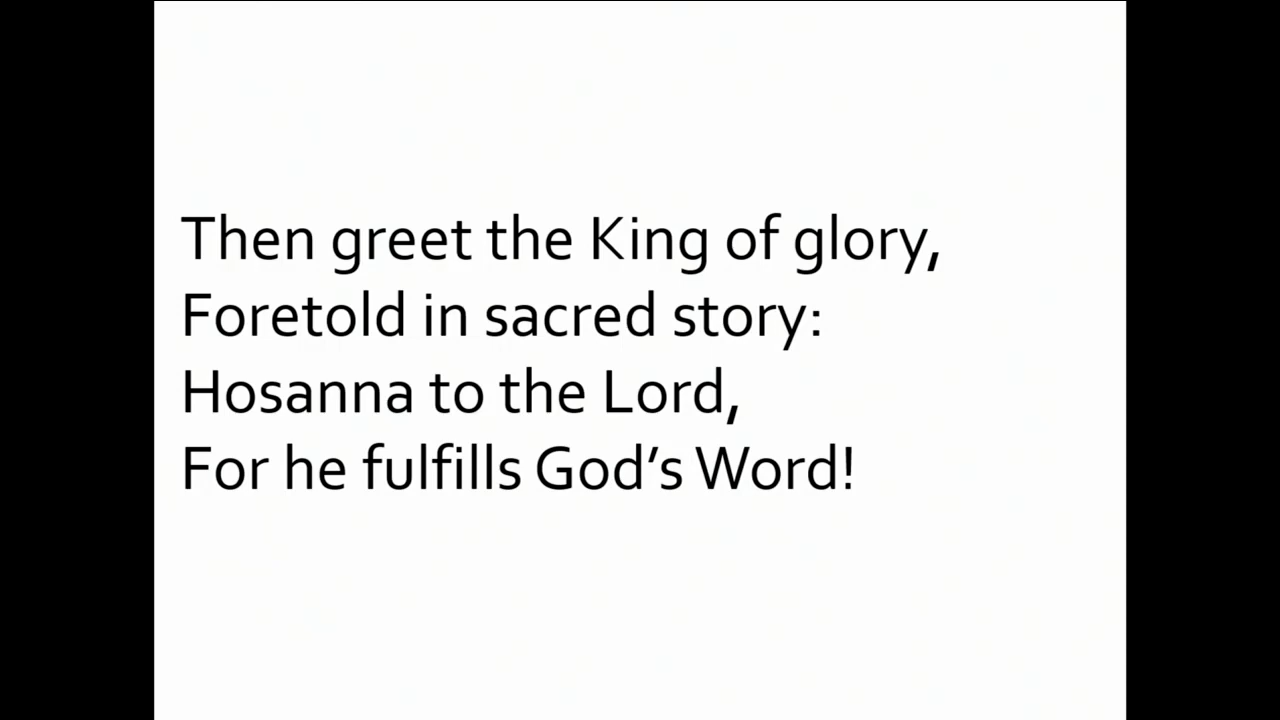 Then greet the King of glory,
Foretold in sacred story:
Hosanna to the Lord,
For he fulfills God’s Word!